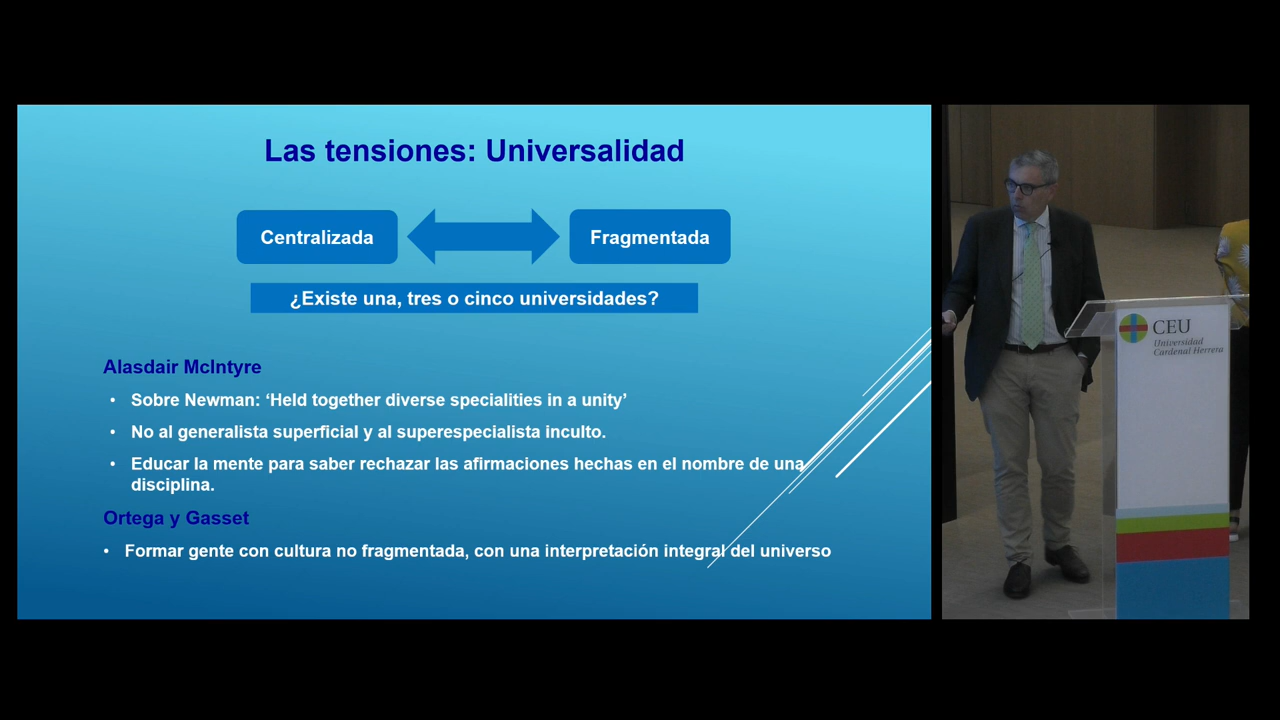 Las tensiones: Universalidad
Centralizada
Fragmentada
¿Existe una, tres o cinco universidades?
Alasdair McIntyre
• Sobre Newman: ‘Held together diverse specialities in a unity’
• No al generalista superficial y al superespecialista inculto.
• Educar la mente para saber rechazar las afirmaciones hechas en el nombre de una
disciplina.
Ortega y Gasset
• Formar gente con cultura no fragmentada, con una interpretación integral del universo
CEU
Universidad
Cardenal Herrera